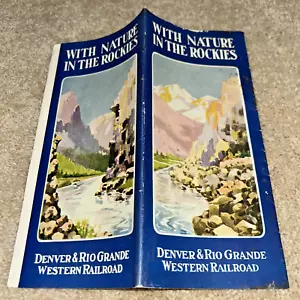 WITH NATURE
IN THE ROCKIES
DENVER & RIO GRANDE
WESTERN RAILROAD
WITH NATURE
IN THE ROCKIES
DENVER & RIO GRANDE
WESTERN RAILROAD